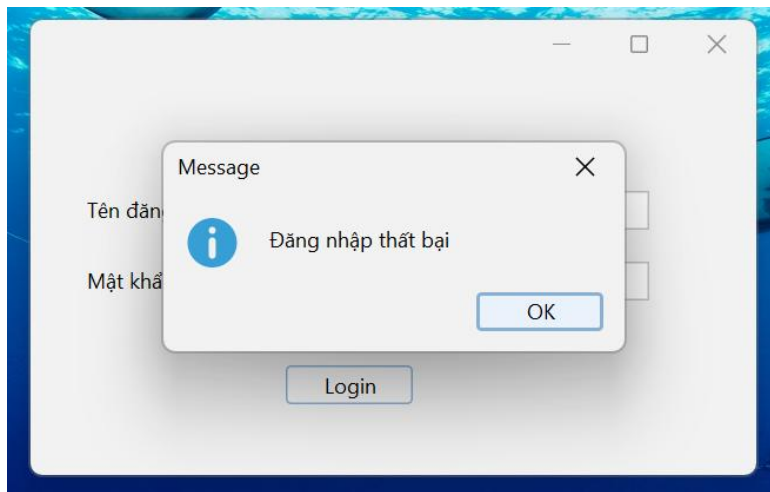 Message
Tên đăn
Đăng nhập thất bại
Mật khẩ
OK
Login